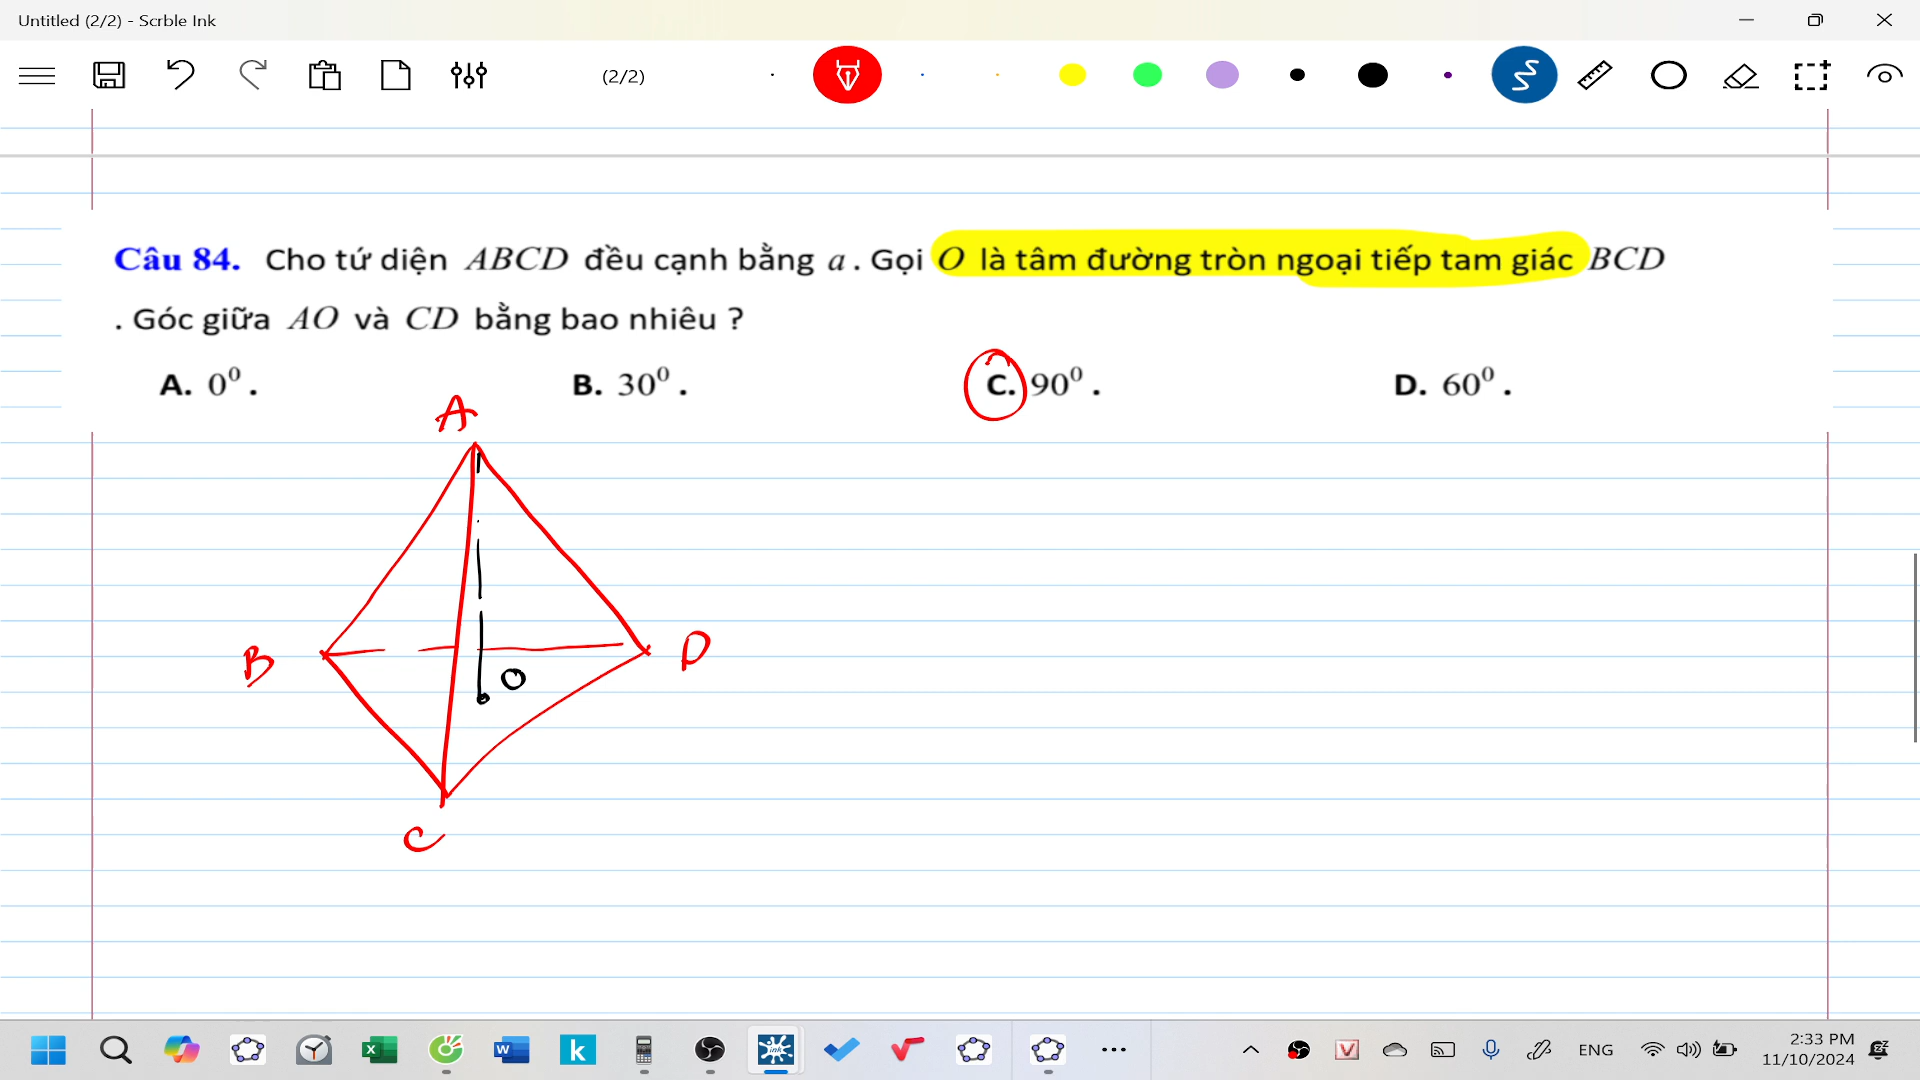 Untitled (2/2) - Scrble Ink
(2/2)
Câu 84. Cho tứ diện ABCD đều cạnh bằng a. Gọi O là tâm đường tròn ngoại tiếp tam giác BCD
. Góc giữa AO và CD bằng bao nhiêu ?
A. 0⁰. B. 30⁰. C. 90⁰. D. 60⁰.
A
B
D
O
C
ENG
2:33 PM
11/10/2024